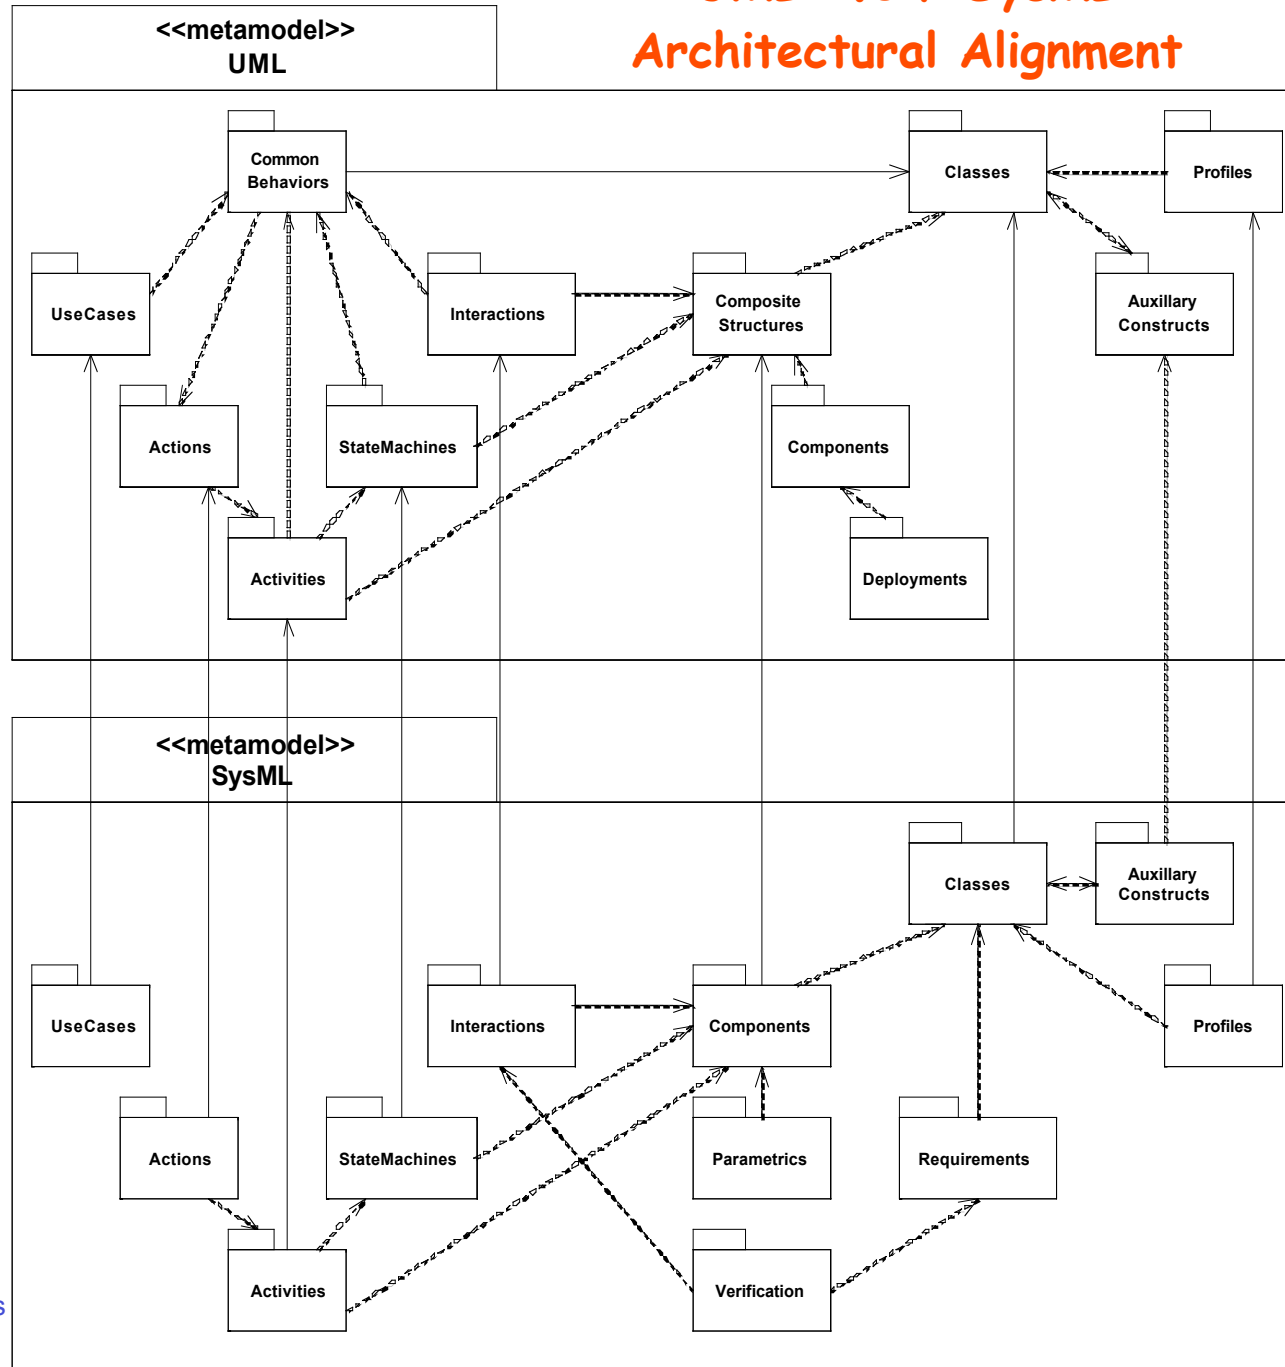 Architectural Alignment
<<metamodel>>
UML
Common
Behaviors
Classes
Profiles
UseCases
Interactions
Composite
Structures
Auxillary
Constructs
Actions
StateMachines
Components
Activities
Deployments
<<metamodel>>
SysML
Classes
Auxillary
Constructs
UseCases
Interactions
Components
Profiles
Actions
StateMachines
Parametrics
Requirements
Activities
Verification